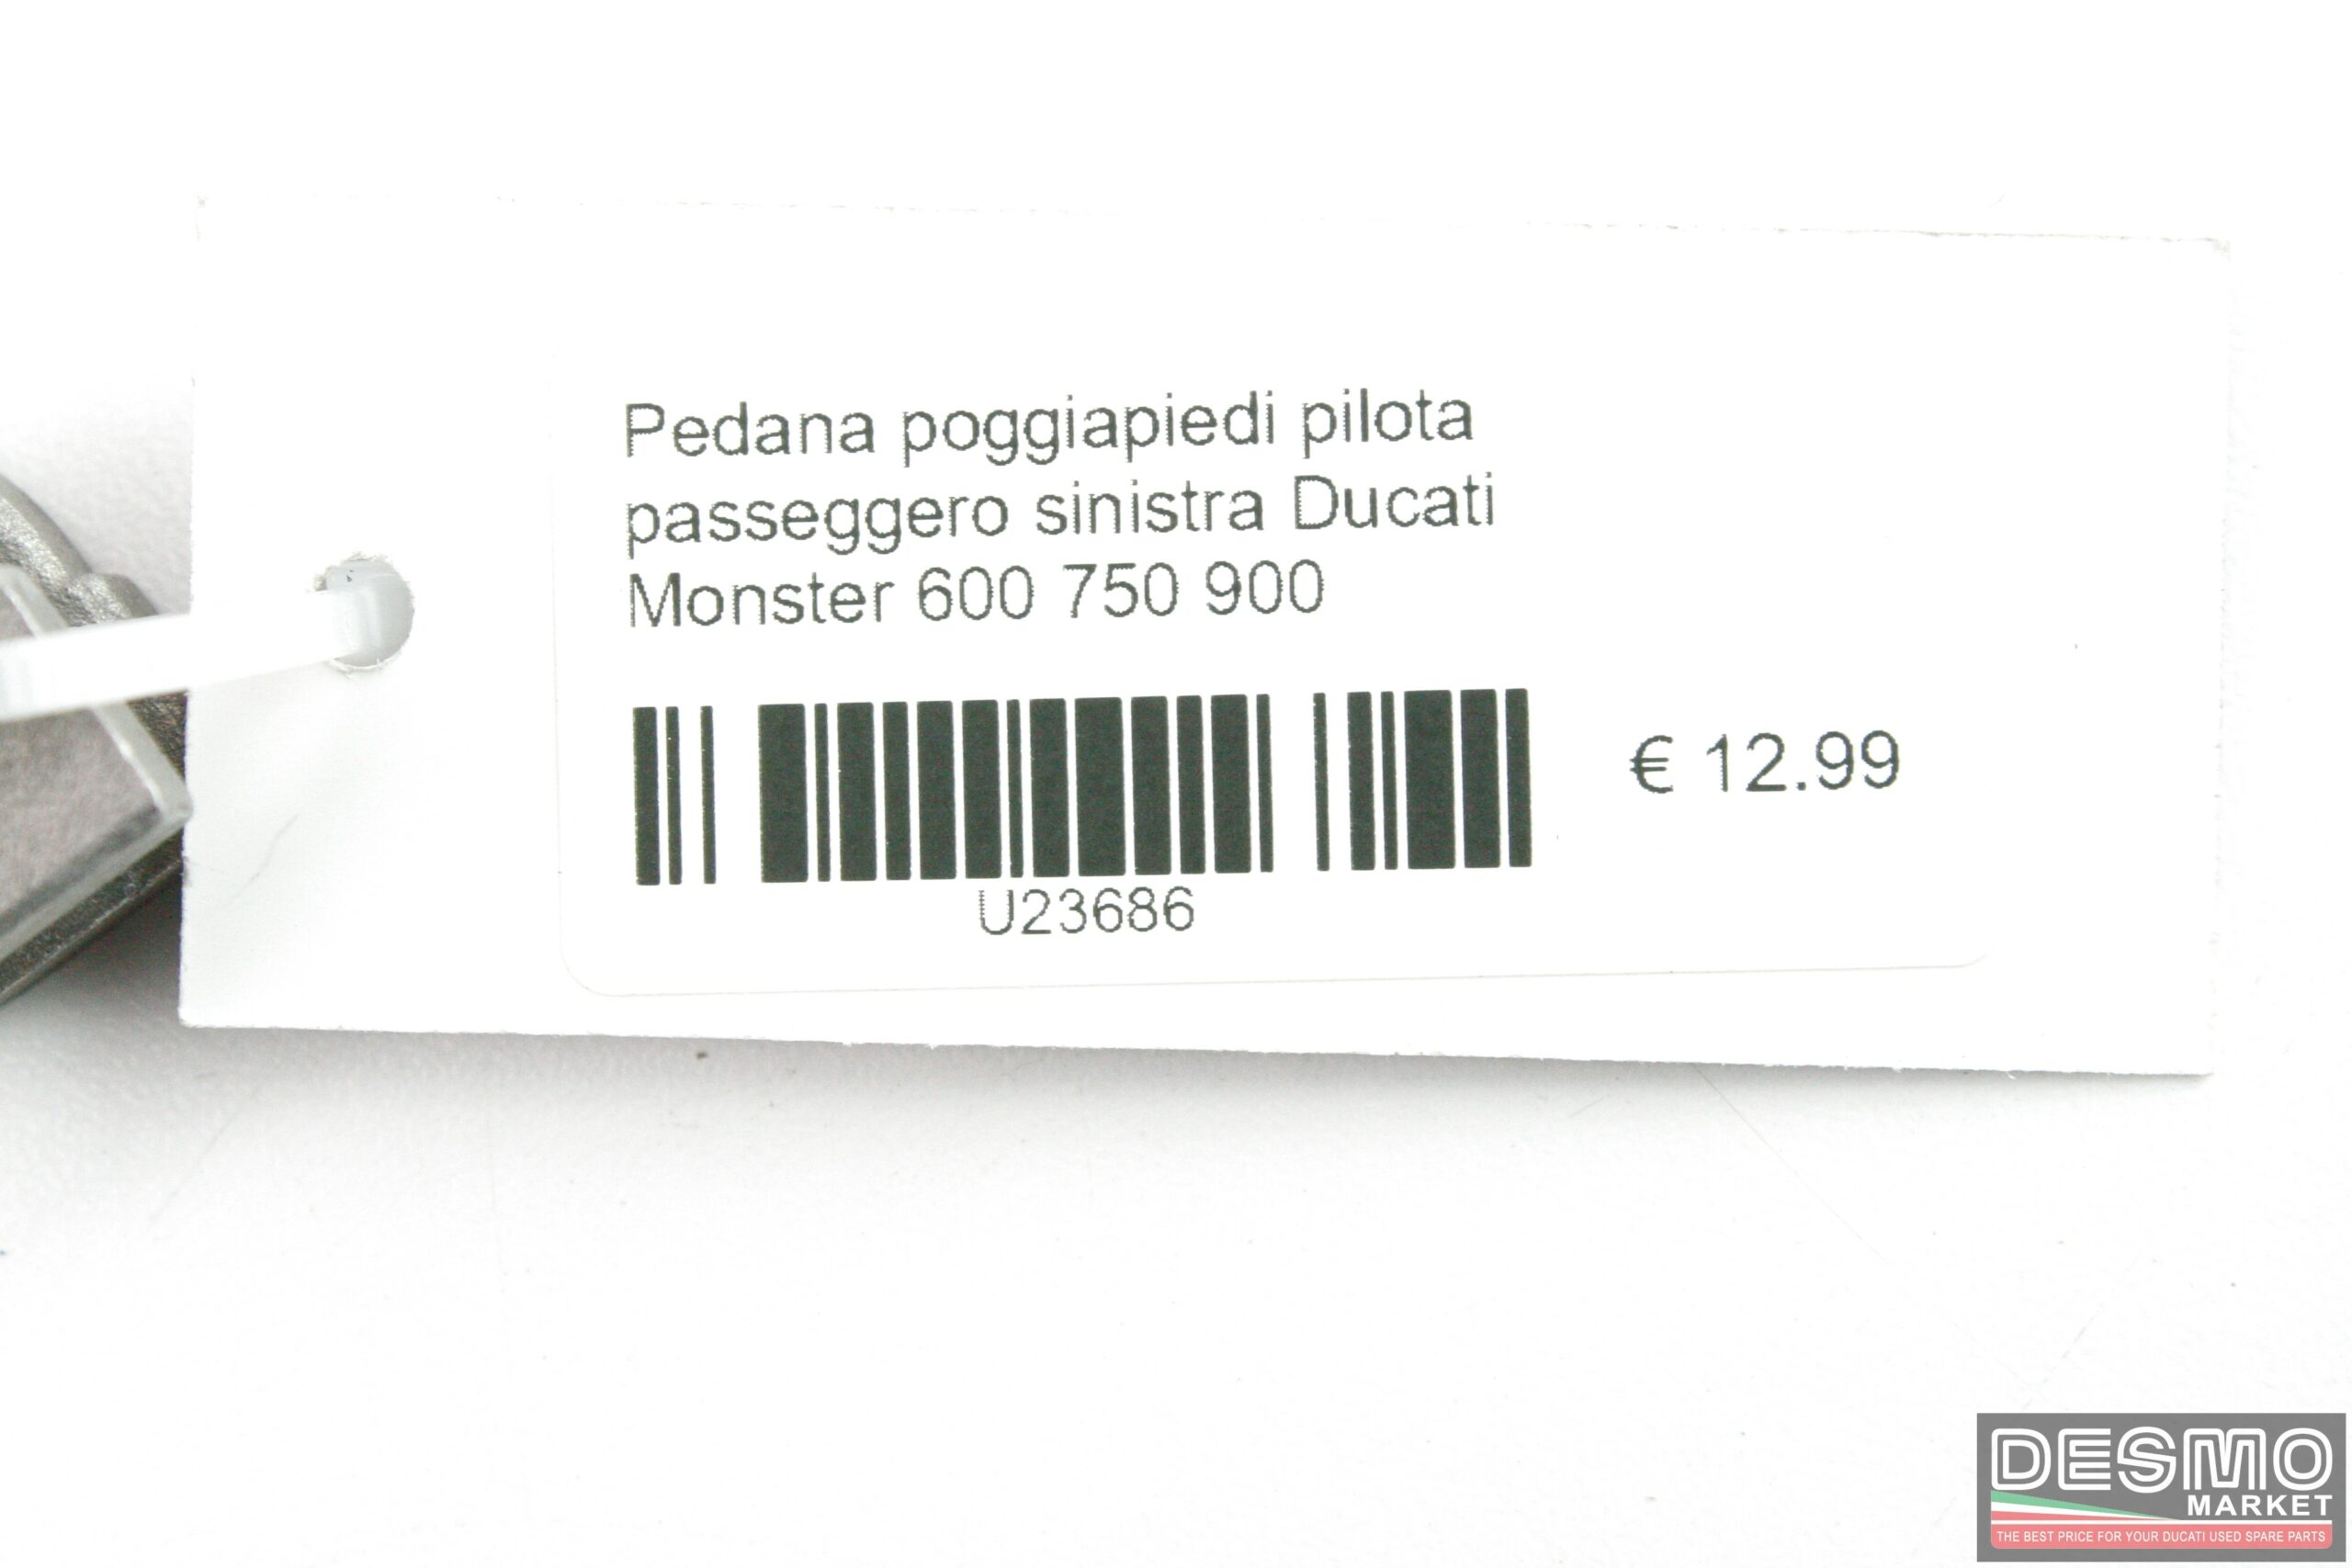 Pedana poggiapiedi pilota
passeggero sinistra Ducati
Monster 600 750 900
€ 12.99
U23686
DESMO
MARKET
THE BEST PRICE FOR YOUR DUCATI USED SPARE PARTS